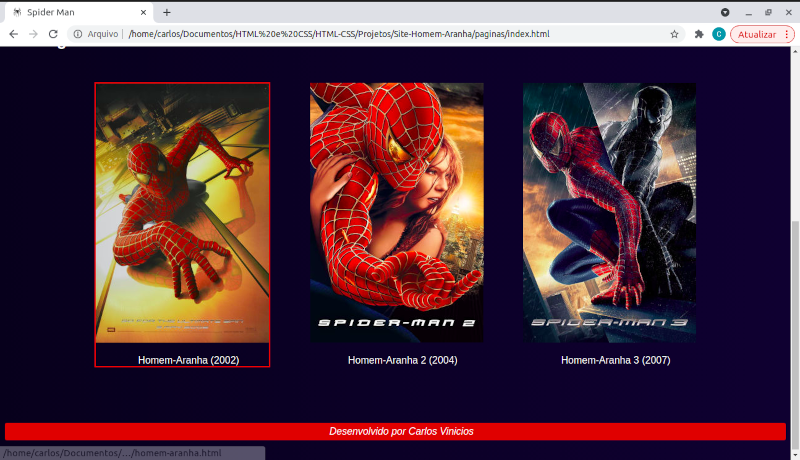 Spider Man
Arquivo
/home/carlos/Documentos/HTML%20e%20CSS/HTML-CSS/Projetos/Site-Homem-Aranha/paginas/index.html
C
Atualizar
SPIDER-MAN 2
SPIDER-MAN 3
Homem-Aranha (2002)
Homem-Aranha 2 (2004)
Homem-Aranha 3 (2007)
Desenvolvido por Carlos Vinicios
/home/carlos/Documentos/.../homem-aranha.html